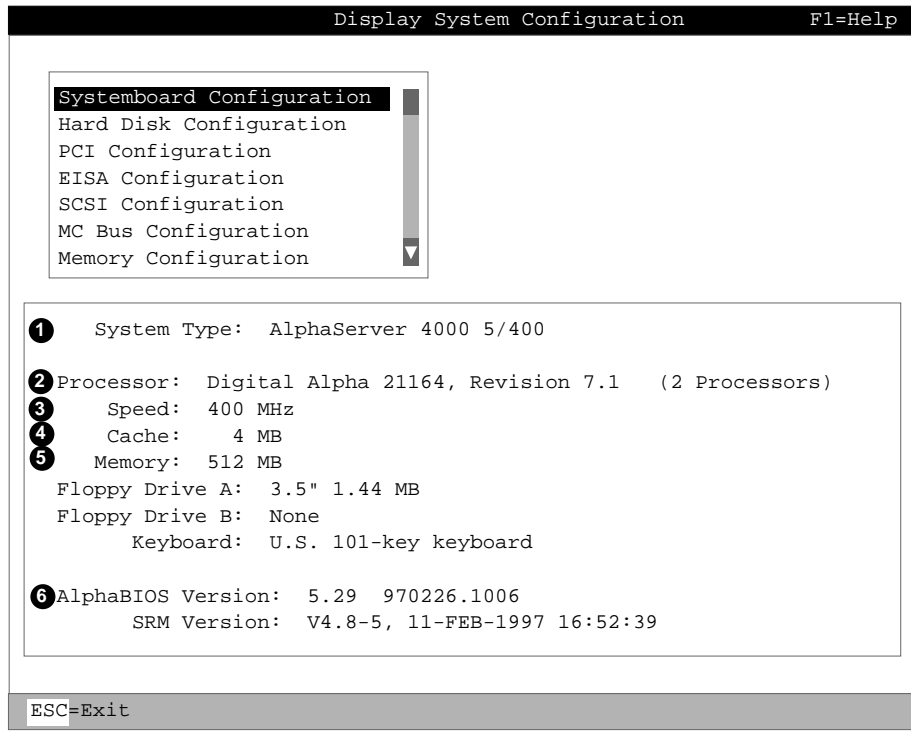 Display System Configuration F1=Help
Systemboard Configuration
Hard Disk Configuration
PCI Configuration
EISA Configuration
SCSI Configuration
MC Bus Configuration
Memory Configuration
1 System Type: AlphaServer 4000 5/400
2 Processor: Digital Alpha 21164, Revision 7.1 (2 Processors)
3 Speed: 400 MHz
4 Cache: 4 MB
5 Memory: 512 MB
Floppy Drive A: 3.5" 1.44 MB
Floppy Drive B: None
Keyboard: U.S. 101-key keyboard
6 AlphaBIOS Version: 5.29 970226.1006
SRM Version: V4.8-5, 11-FEB-1997 16:52:39
ESC=Exit